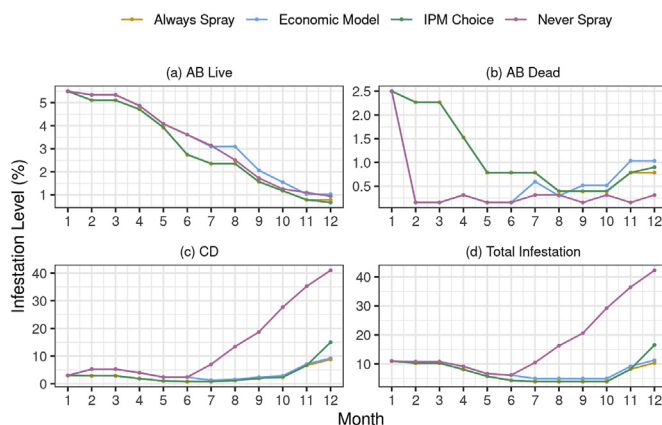 Always Spray Economic Model IPM Choice Never Spray
(a) AB Live
(b) AB Dead
5
4
3
2
1
2.5
2.0
1.5
1.0
0.5
1 2 3 4 5 6 7 8 9 10 11 12
1 2 3 4 5 6 7 8 9 10 11 12
Infestation Level (%)
(c) CD
(d) Total Infestation
40
30
20
10
0
40
30
20
10
1 2 3 4 5 6 7 8 9 10 11 12
1 2 3 4 5 6 7 8 9 10 11 12
Month